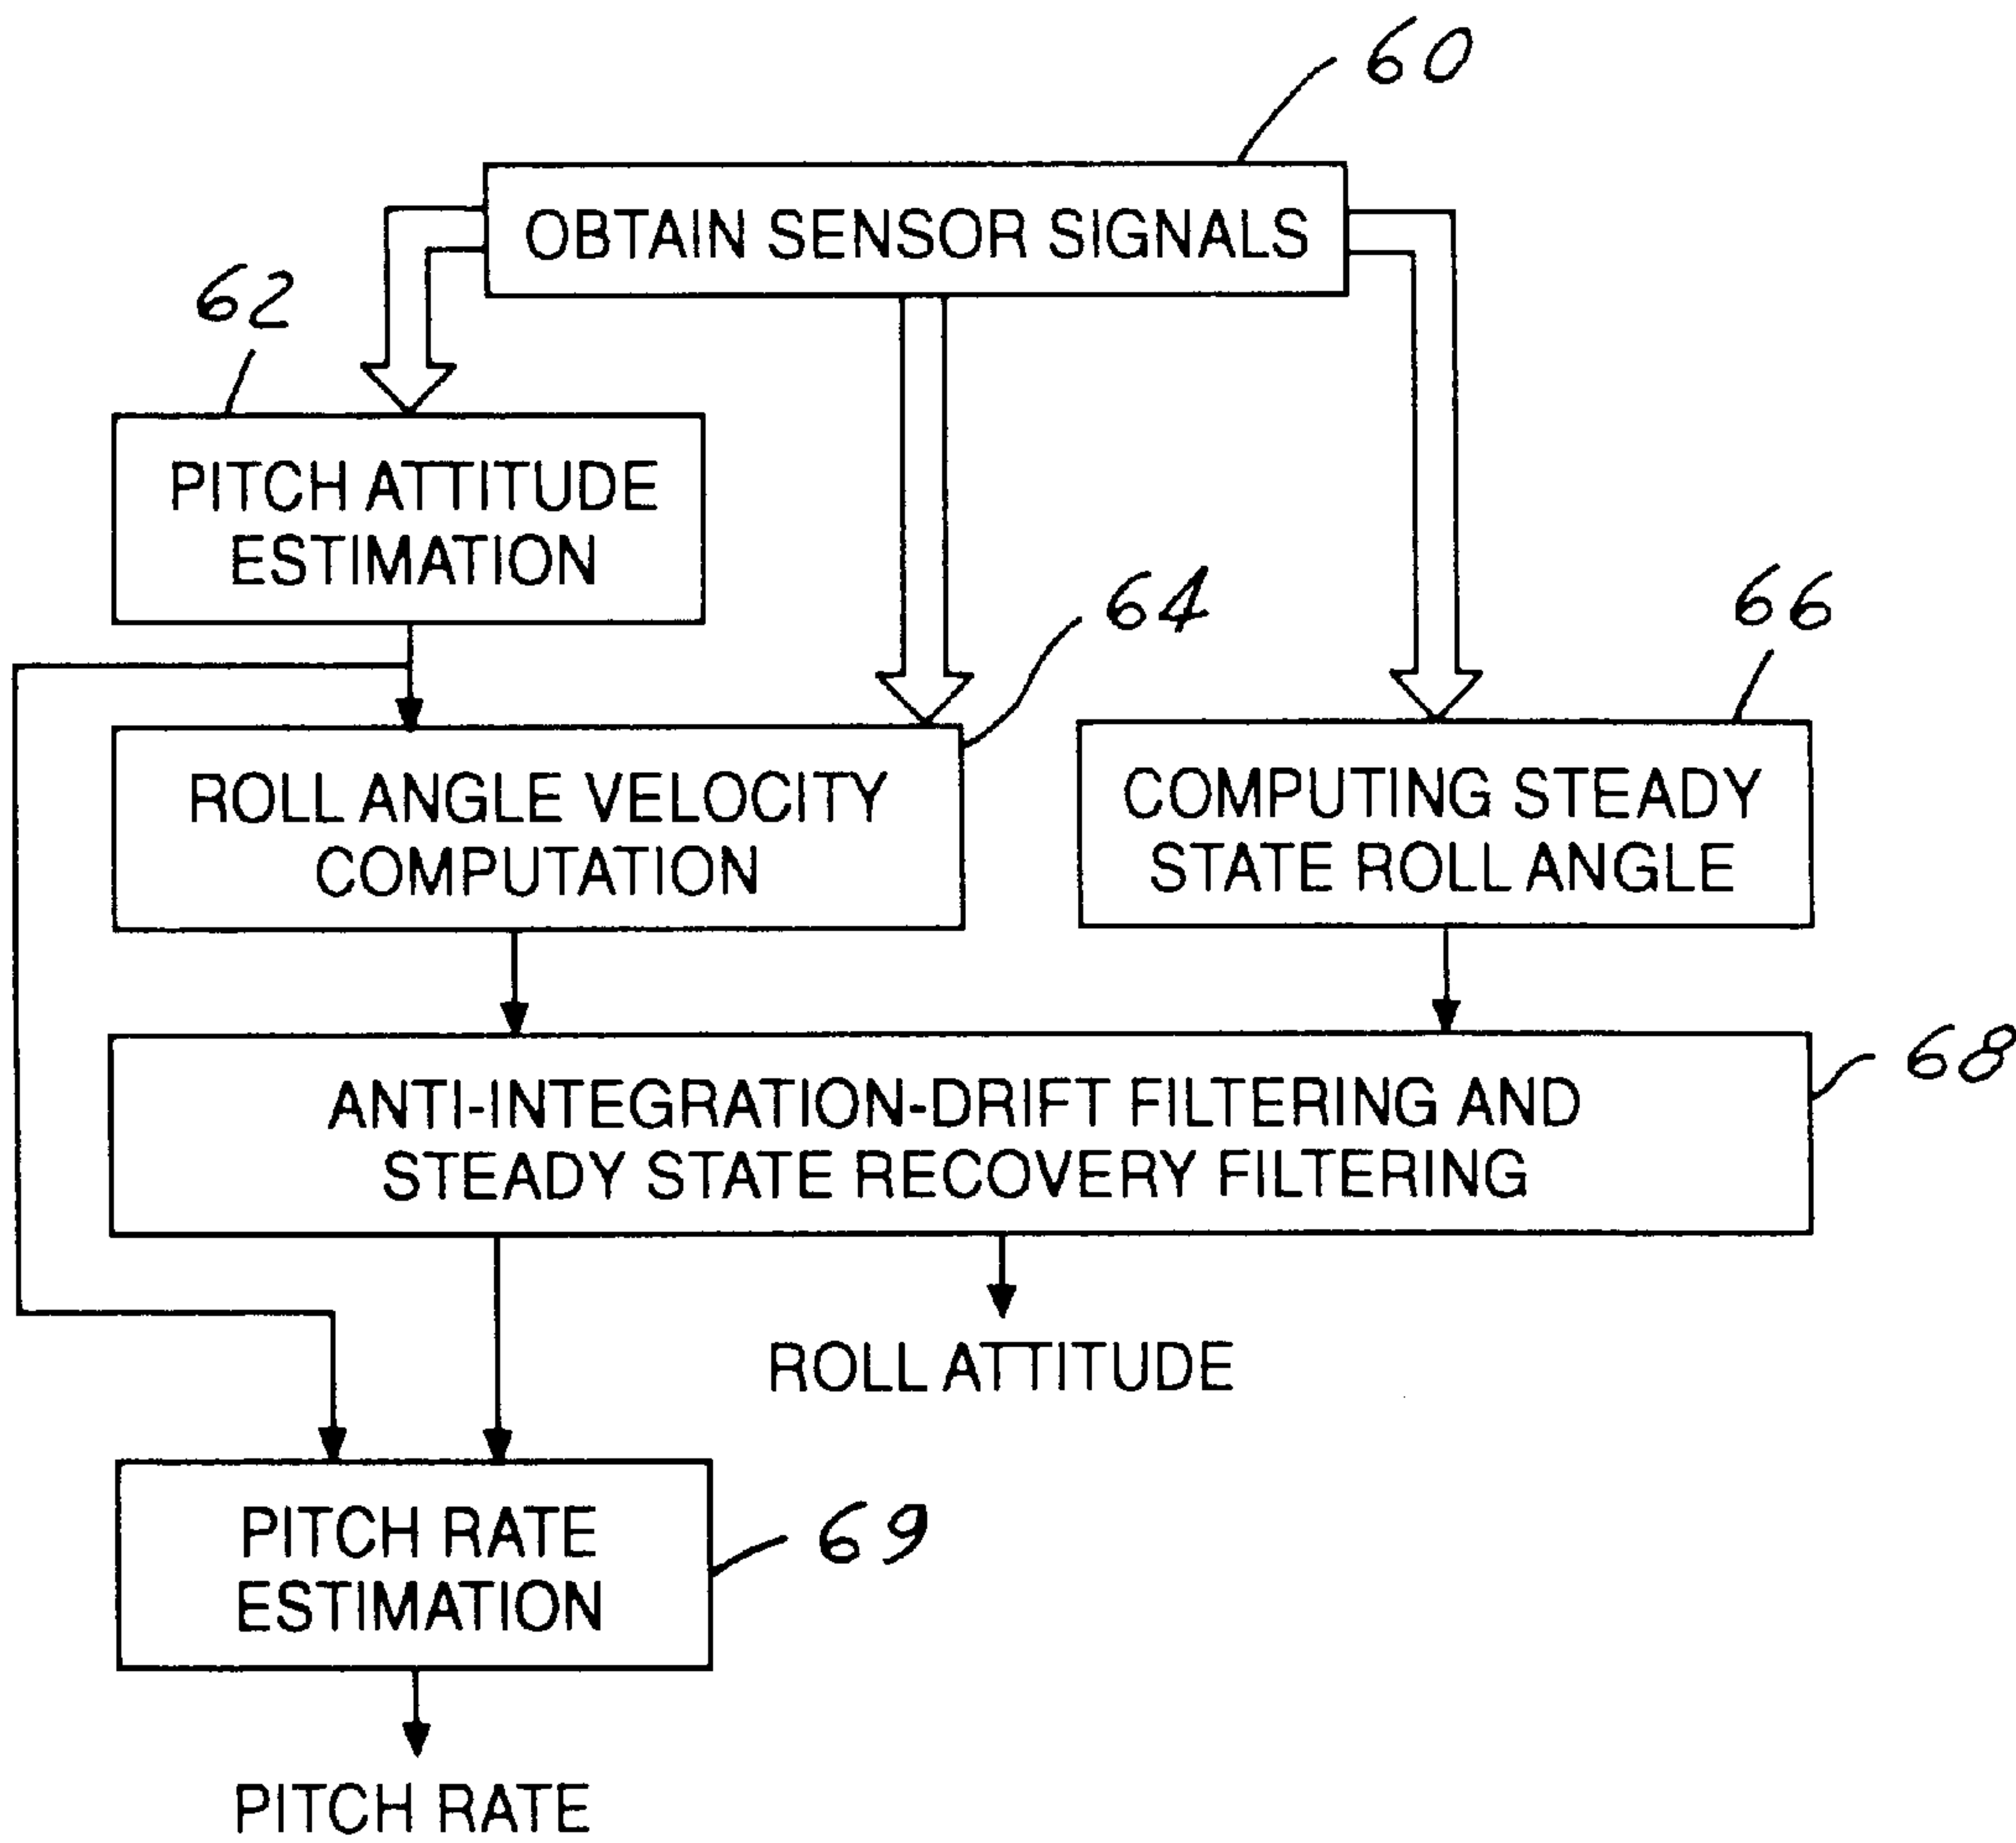 60
OBTAIN SENSOR SIGNALS
62
PITCH ATTITUDE
ESTIMATION
64
66
ROLL ANGLE VELOCITY
COMPUTATION
COMPUTING STEADY
STATE ROLL ANGLE
68
ANTI-INTEGRATION-DRIFT FILTERING AND
STEADY STATE RECOVERY FILTERING
ROLL ATTITUDE
PITCH RATE
ESTIMATION
69
PITCH RATE